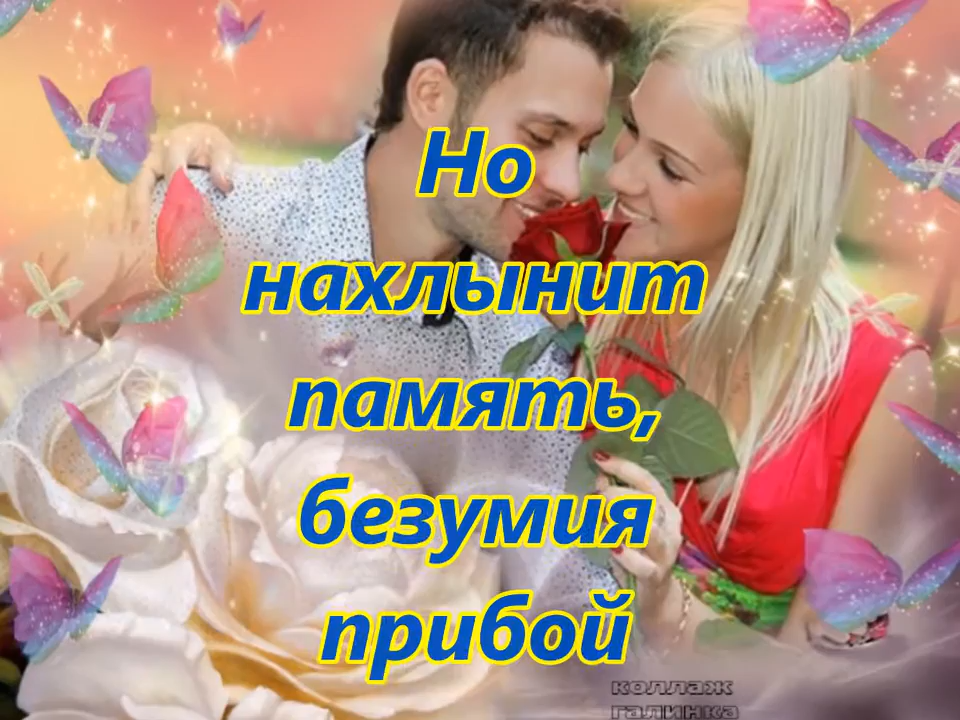 Но
нахлынит
память,
безумия
прибой
коллаж
галинка